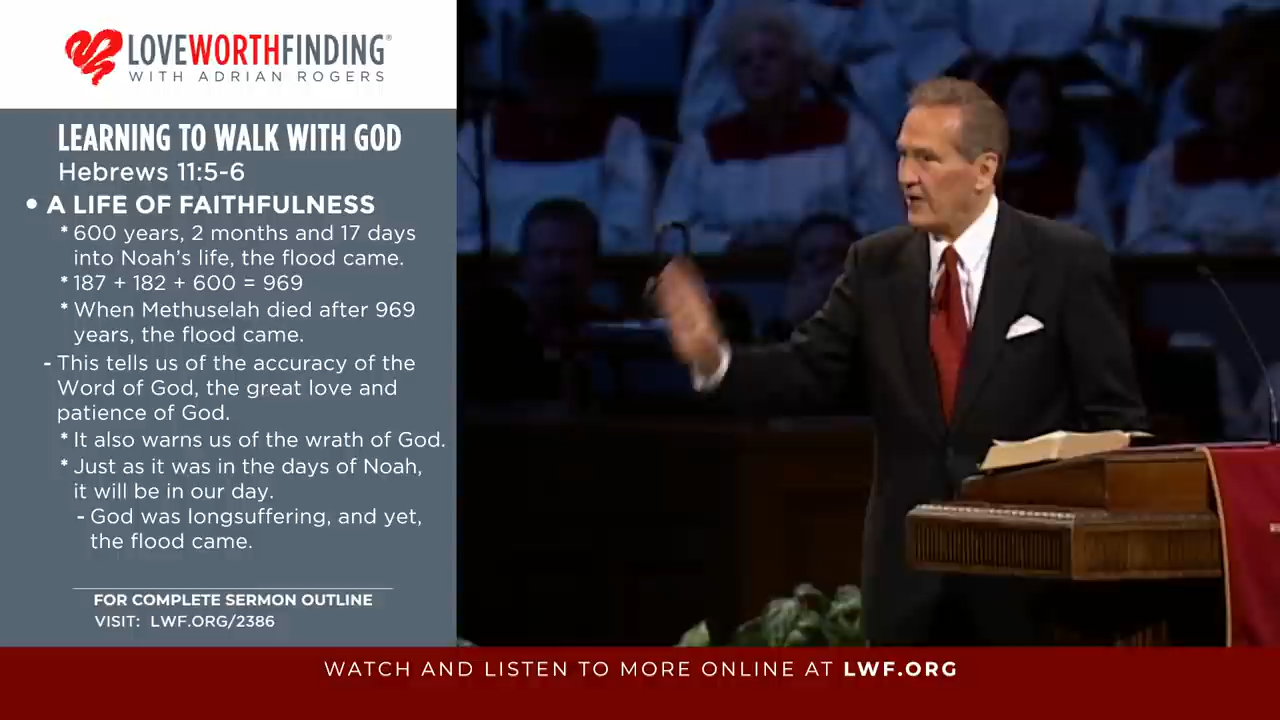 LOVEWORTHFINDING®
WITH ADRIAN ROGERS
LEARNING TO WALK WITH GOD
Hebrews 11:5-6
• A LIFE OF FAITHFULNESS
* 600 years, 2 months and 17 days
into Noah's life, the flood came.
* 187 + 182 + 600 = 969
* When Methuselah died after 969
years, the flood came.
- This tells us of the accuracy of the
Word of God, the great love and
patience of God.
* It also warns us of the wrath of God.
* Just as it was in the days of Noah,
it will be in our day.
- God was longsuffering, and yet,
the flood came.
FOR COMPLETE SERMON OUTLINE
VISIT: LWF.ORG/2386
WATCH AND LISTEN TO MORE ONLINE AT LWF.ORG